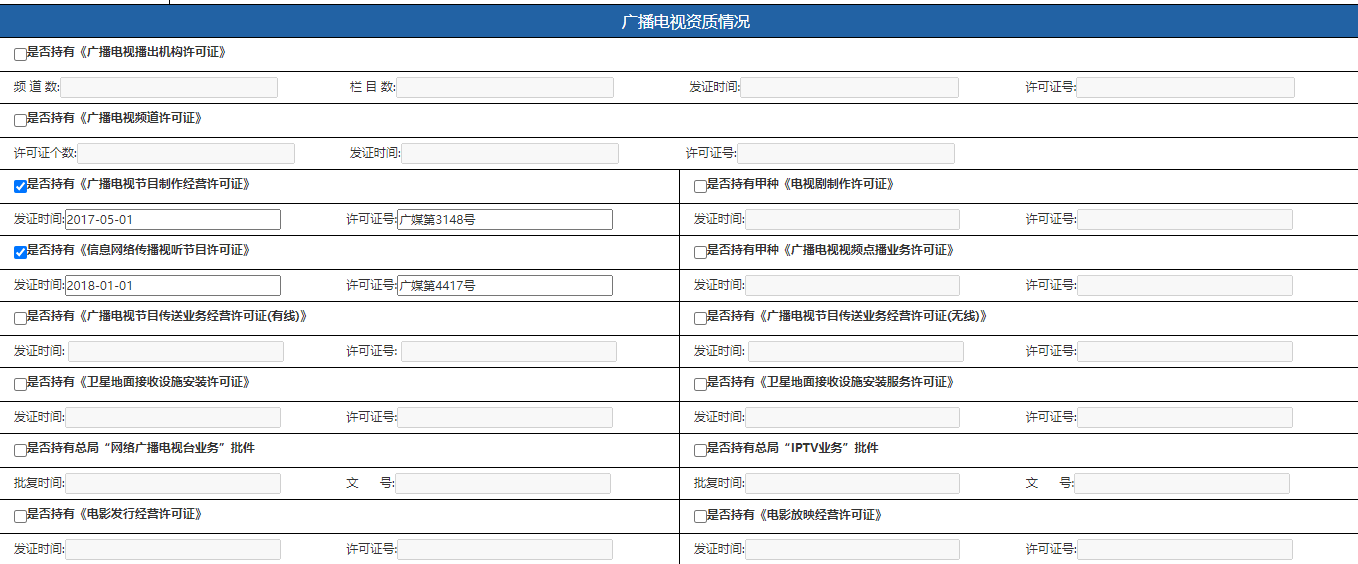 广播电视资质情况
是否持有《广播电视播出机构许可证》
频 道 数: 栏 目 数: 发证时间: 许可证号:
是否持有《广播电视频道许可证》
许可证个数: 发证时间: 许可证号:
是否持有《广播电视节目制作经营许可证》 是否持有甲种《电视剧制作许可证》
发证时间: 2017-05-01 许可证号: 广媒第3148号 发证时间: 许可证号:
是否持有《信息网络传播视听节目许可证》 是否持有甲种《广播电视视频点播业务许可证》
发证时间: 2018-01-01 许可证号: 广媒第4417号 发证时间: 许可证号:
是否持有《广播电视节目传送业务经营许可证(有线)》 是否持有《广播电视节目传送业务经营许可证(无线)》
发证时间: 许可证号: 发证时间: 许可证号:
是否持有《卫星地面接收设施安装许可证》 是否持有《卫星地面接收设施安装服务许可证》
发证时间: 许可证号: 发证时间: 许可证号:
是否持有总局“网络广播电视台业务”批件 是否持有总局“IPTV业务”批件
批复时间: 文 号: 批复时间: 文 号:
是否持有《电影发行经营许可证》 是否持有《电影放映经营许可证》
发证时间: 许可证号: 发证时间: 许可证号: